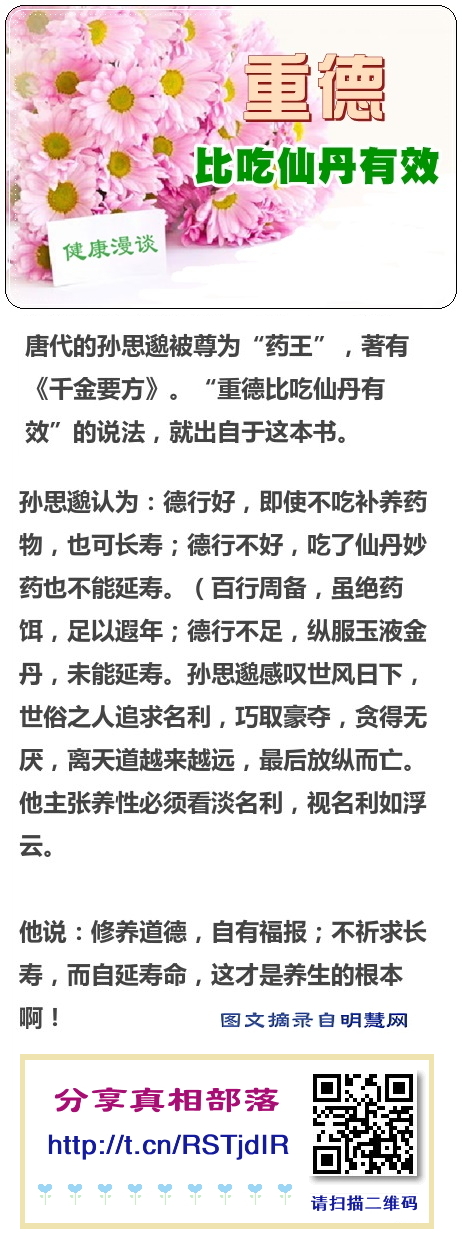 重德
比吃仙丹有效
健康漫谈
唐代的孙思邈被尊为“药王”，著有
《千金要方》。“重德比吃仙丹有
效”的说法，就出自于这本书。
孙思邈认为：德行好，即使不吃补养药
物，也可长寿；德行不好，吃了仙丹妙
药也不能延寿。（百行周备，虽绝药
饵，足以遐年；德行不足，纵服玉液金
丹，未能延寿。孙思邈感叹世风日下，
世俗之人追求名利，巧取豪夺，贪得无
厌，离天道越来越远，最后放纵而亡。
他主张养性必须看淡名利，视名利如浮
云。
他说：修养道德，自有福报；不祈求长
寿，而自延寿命，这才是养生的根本
啊！
图文摘录自明慧网
分享真相部落
http://t.cn/RSTjdlR
请扫描二维码